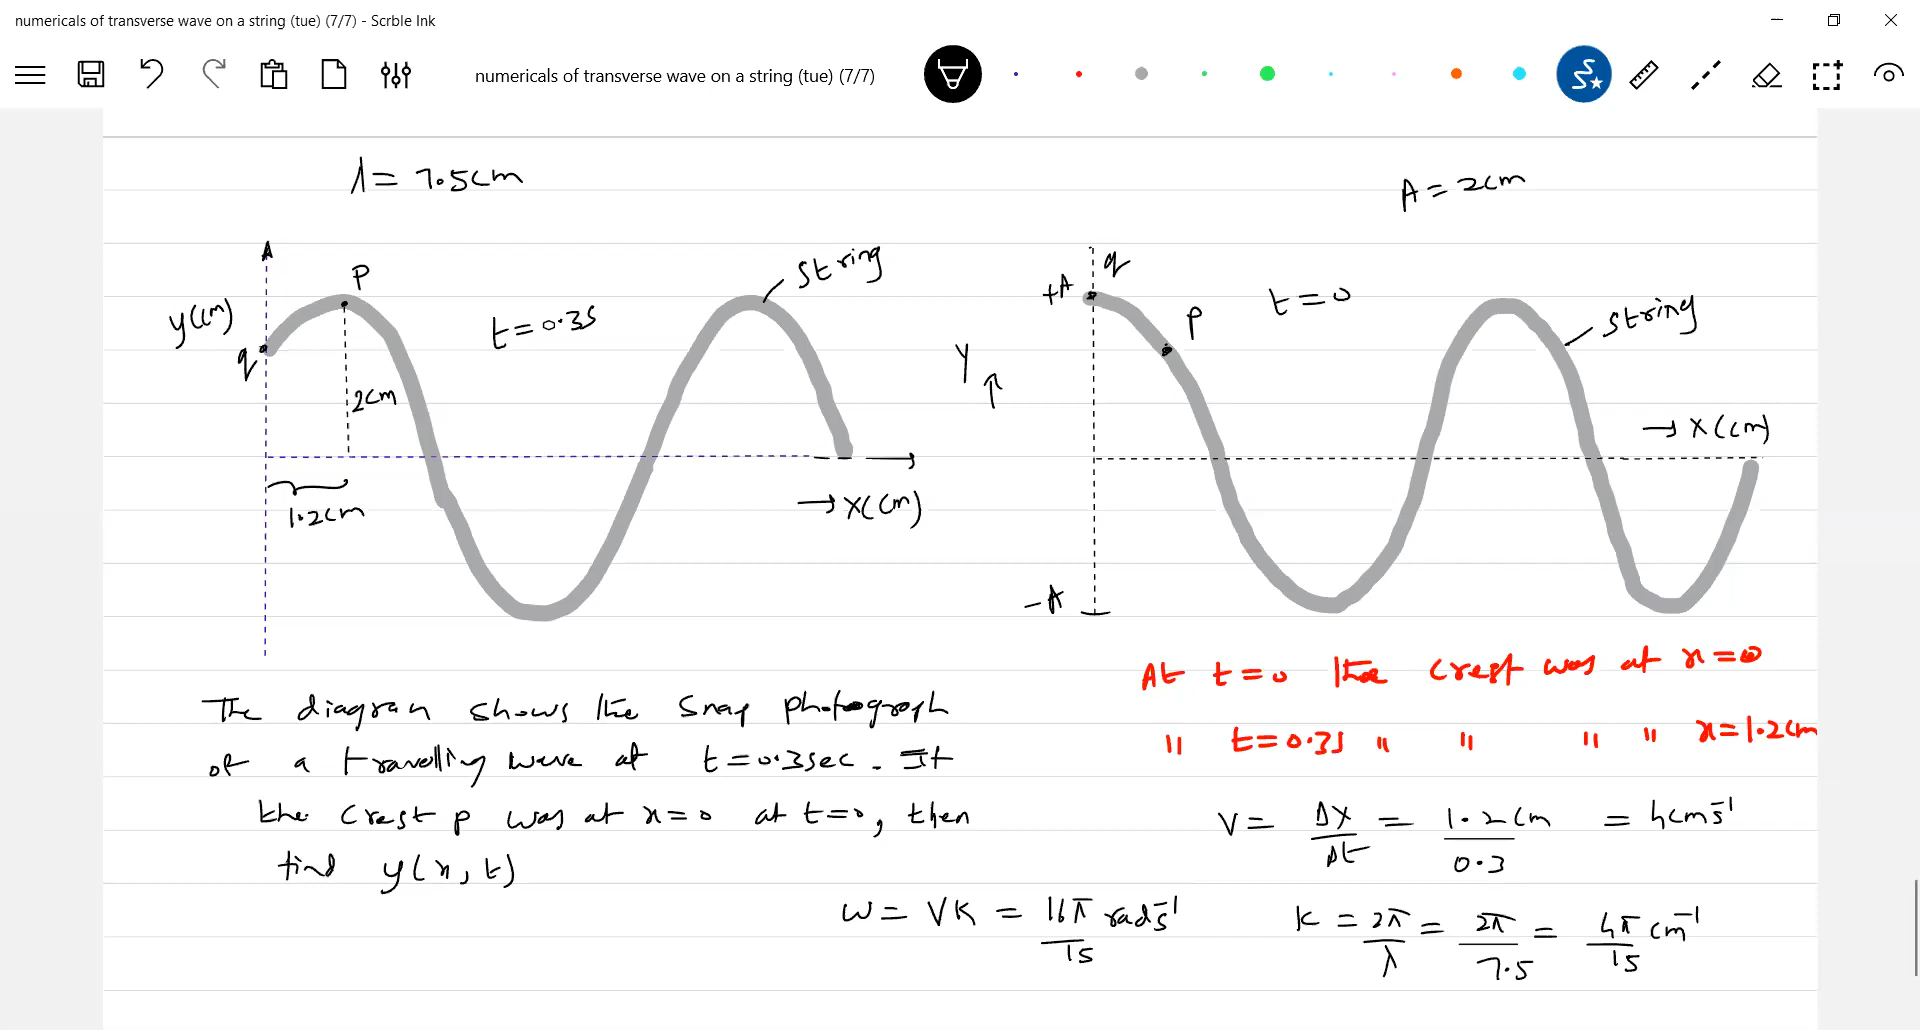 numericals of transverse wave on a string (tue) (7/7) - Scrble Ink
numericals of transverse wave on a string (tue) (7/7)
λ = 7.5cm
A = 2cm
P
string
y(cm)
t=0.3s
q
2cm
1.2cm
→ x(cm)
q
+A
t=0
P
string
Y ↑
→ x(cm)
-A
The diagram shows the snap photograph
of a travelling wave at t=0.3sec. If
the crest p was at x=0 at t=0, then
find y(x,t)
At t=0 the crest was at x=0
" t=0.3s " " " " x=1.2cm
V = Δx/Δt = 1.2cm/0.3 = 4cms⁻¹
ω = VK = 16π/15 rads⁻¹
K = 2π/λ = 2π/7.5 = 4π/15 cm⁻¹